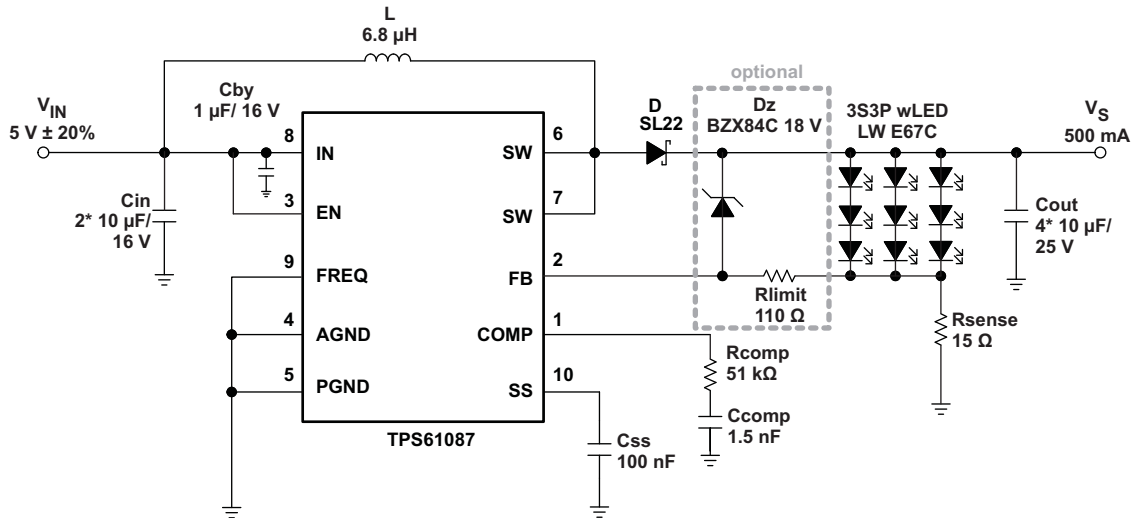 L
6.8 µH
optional
Cby
1 µF/ 16 V
VIN
5 V ± 20%
D
SL22
Dz
BZX84C 18 V
3S3P wLED
LW E67C
VS
500 mA
8
IN
6
SW
Cin
2* 10 µF/
16 V
3
EN
7
SW
Cout
4* 10 µF/
25 V
9
FREQ
2
FB
Rlimit
110 Ω
4
AGND
1
COMP
Rsense
15 Ω
Rcomp
51 kΩ
5
PGND
10
SS
Ccomp
1.5 nF
TPS61087
Css
100 nF